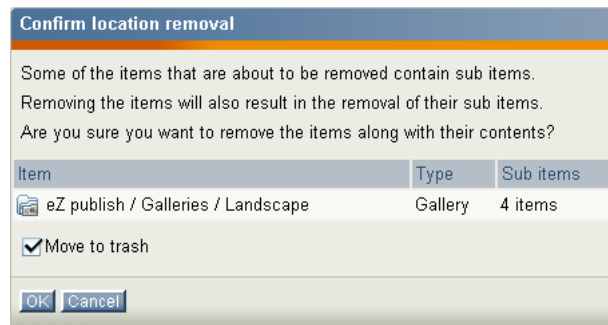 Confirm location removal
Some of the items that are about to be removed contain sub items.
Removing the items will also result in the removal of their sub items.
Are you sure you want to remove the items along with their contents?
Item Type Sub items
eZ publish / Galleries / Landscape Gallery 4 items
Move to trash
OK Cancel